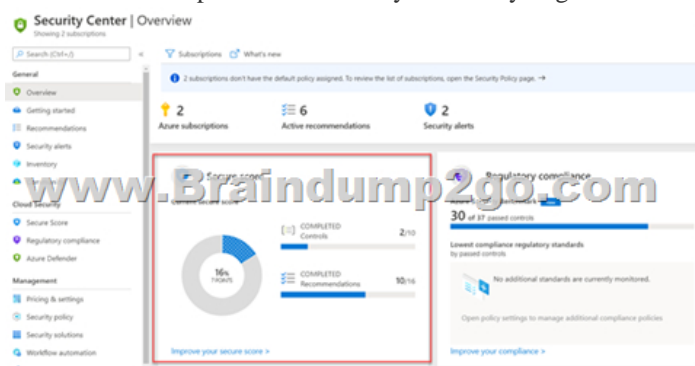 Security Center | Overview
Showing 2 subscriptions
Search (Ctrl+/)
«
Subscriptions
What's new
General
2 subscriptions don't have the default policy assigned. To review the list of subscriptions, open the Security Policy page. →
Overview
Getting started
Recommendations
Security alerts
Inventory
2
Azure subscriptions
6
Active recommendations
2
Security alerts
Secure score
Regulatory compliance
www.Braindump2go.com
Cloud Security
Secure Score
Regulatory compliance
Azure Defender
Management
Pricing & settings
Security policy
Security solutions
Workflow automation
COMPLETED
Controls
2/10
16%
COMPLETED
Recommendations
10/16
Improve your secure score >
30 of 37 passed controls
Lowest compliance regulatory standards
by passed controls
No additional standards are currently monitored.
Open policy settings to manage additional compliance policies
Improve your compliance >